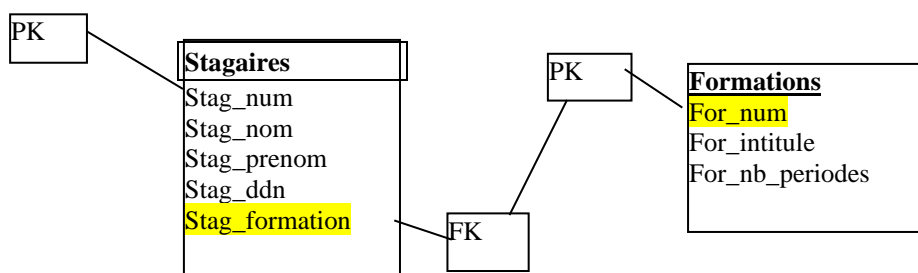 PK
Stagaires
Stag_num
Stag_nom
Stag_prenom
Stag_ddn
Stag_formation
FK
PK
Formations
For_num
For_intitule
For_nb_periodes